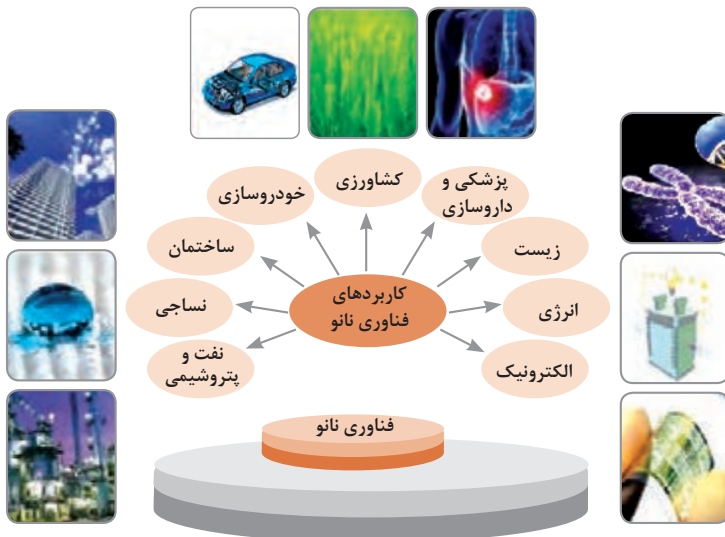 کشاورزی
پزشکی و
داروسازی
خودروسازی
زیست
ساختمان
انرژی
نساجی
الکترونیک
نفت و
پتروشیمی
کاربردهای
فناوری نانو
فناوری نانو